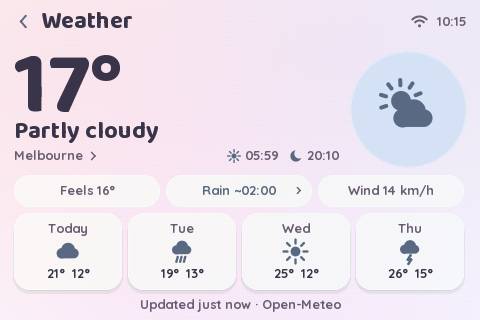 Weather
10:15
17°
Partly cloudy
Melbourne
05:59 20:10
Feels 16°
Rain ~02:00
Wind 14 km/h
Today
21° 12°
Tue
19° 13°
Wed
25° 12°
Thu
26° 15°
Updated just now · Open-Meteo